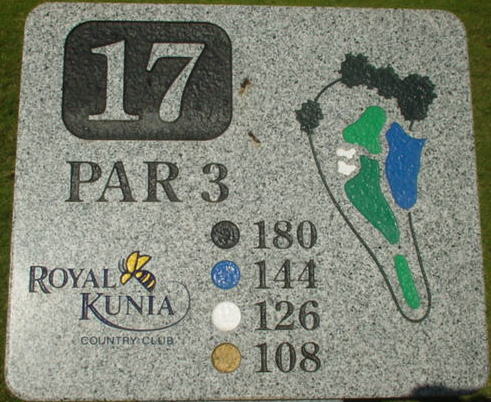 17
PAR 3
180
144
126
108
ROYAL
KUNIA
COUNTRY CLUB